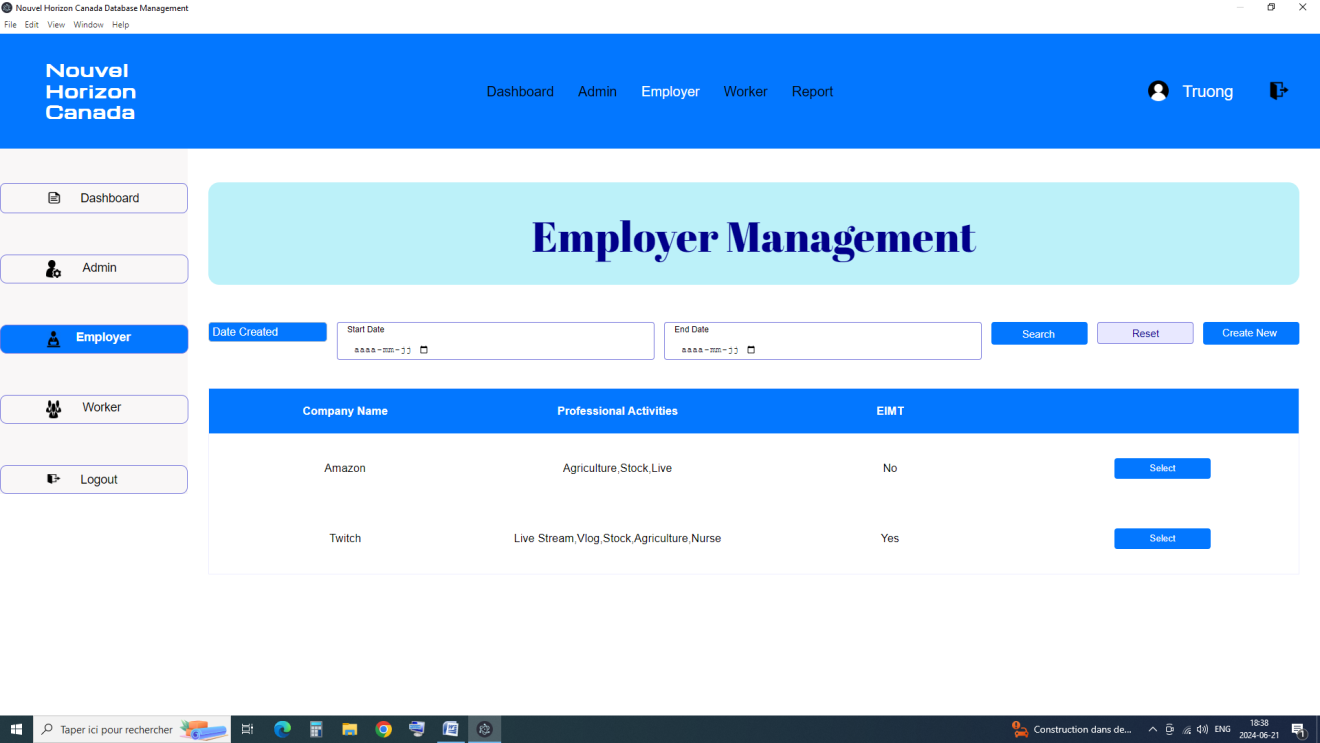 Nouvel Horizon Canada Database Management
File Edit View Window Help
Nouvel
Horizon
Canada
Dashboard Admin Employer Worker Report
Truong
Dashboard
Admin
Employer
Worker
Logout
Employer Management
Date Created
Start Date
aaaa-mm-jj
End Date
aaaa-mm-jj
Search
Reset
Create New
Company Name Professional Activities EIMT
Amazon Agriculture,Stock,Live No Select
Twitch Live Stream,Vlog,Stock,Agriculture,Nurse Yes Select
Taper ici pour rechercher
Construction dans de...
ENG
18:38
2024-06-21
1